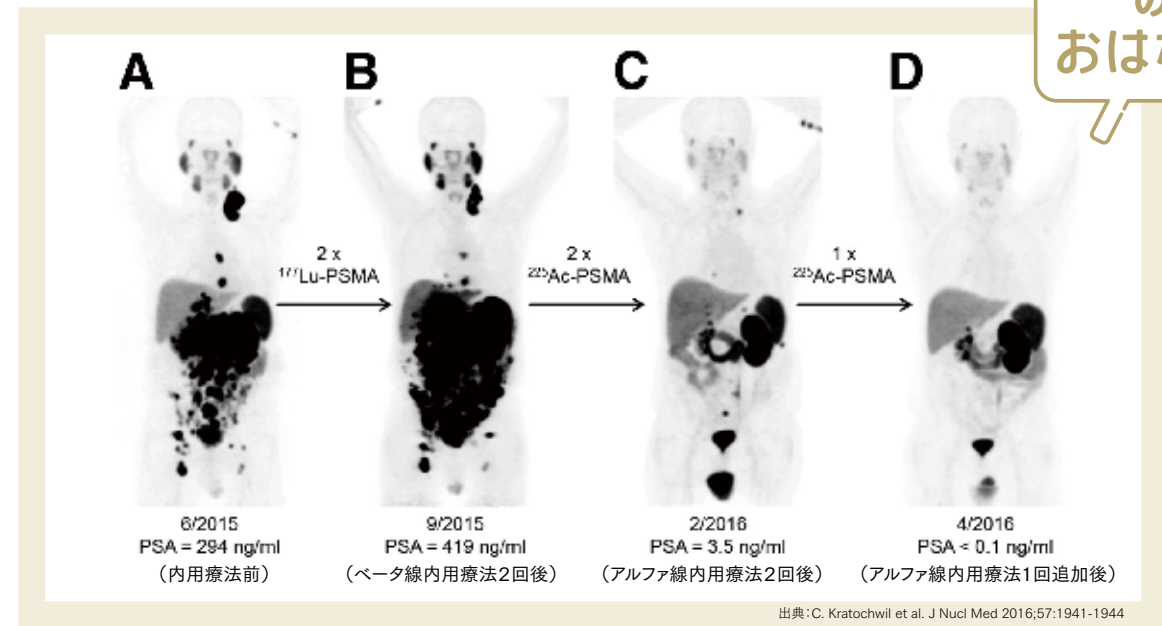 おは
A
B
C
D
2 x
¹⁷⁷Lu-PSMA
2 x
²²⁵Ac-PSMA
1 x
²²⁵Ac-PSMA
6/2015
PSA = 294 ng/ml
(内用療法前)
9/2015
PSA = 419 ng/ml
(ベータ線内用療法2回後)
2/2016
PSA = 3.5 ng/ml
(アルファ線内用療法2回後)
4/2016
PSA < 0.1 ng/ml
(アルファ線内用療法1回追加後)
出典:C. Kratochwil et al. J Nucl Med 2016;57:1941-1944